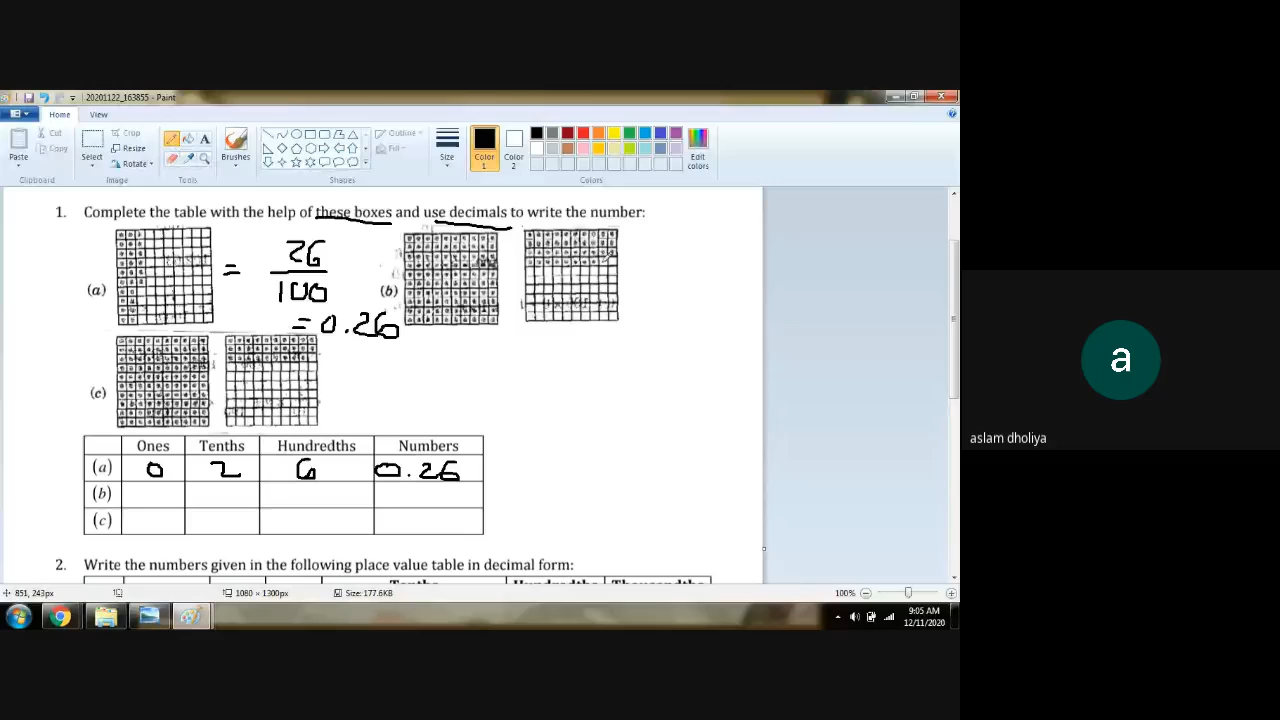 20201122_163855 - Paint
Home View
Paste
Cut
Copy
Clipboard
Select
Crop
Resize
Rotate
Image
A
Tools
Brushes
Outline
Fill
Shapes
Size
Color 1
Color 2
Edit colors
Colors
1. Complete the table with the help of these boxes and use decimals to write the number:
(a) = 26/100
= 0.26
(b)
(c)
Ones Tenths Hundredths Numbers
(a) 0 2 6 0.26
(b)
(c)
2. Write the numbers given in the following place value table in decimal form:
Tenths Hundredths Thousandths
851, 243px
1080 × 1300px
Size: 177.6KB
100%
9:05 AM
12/11/2020
a
aslam dholiya